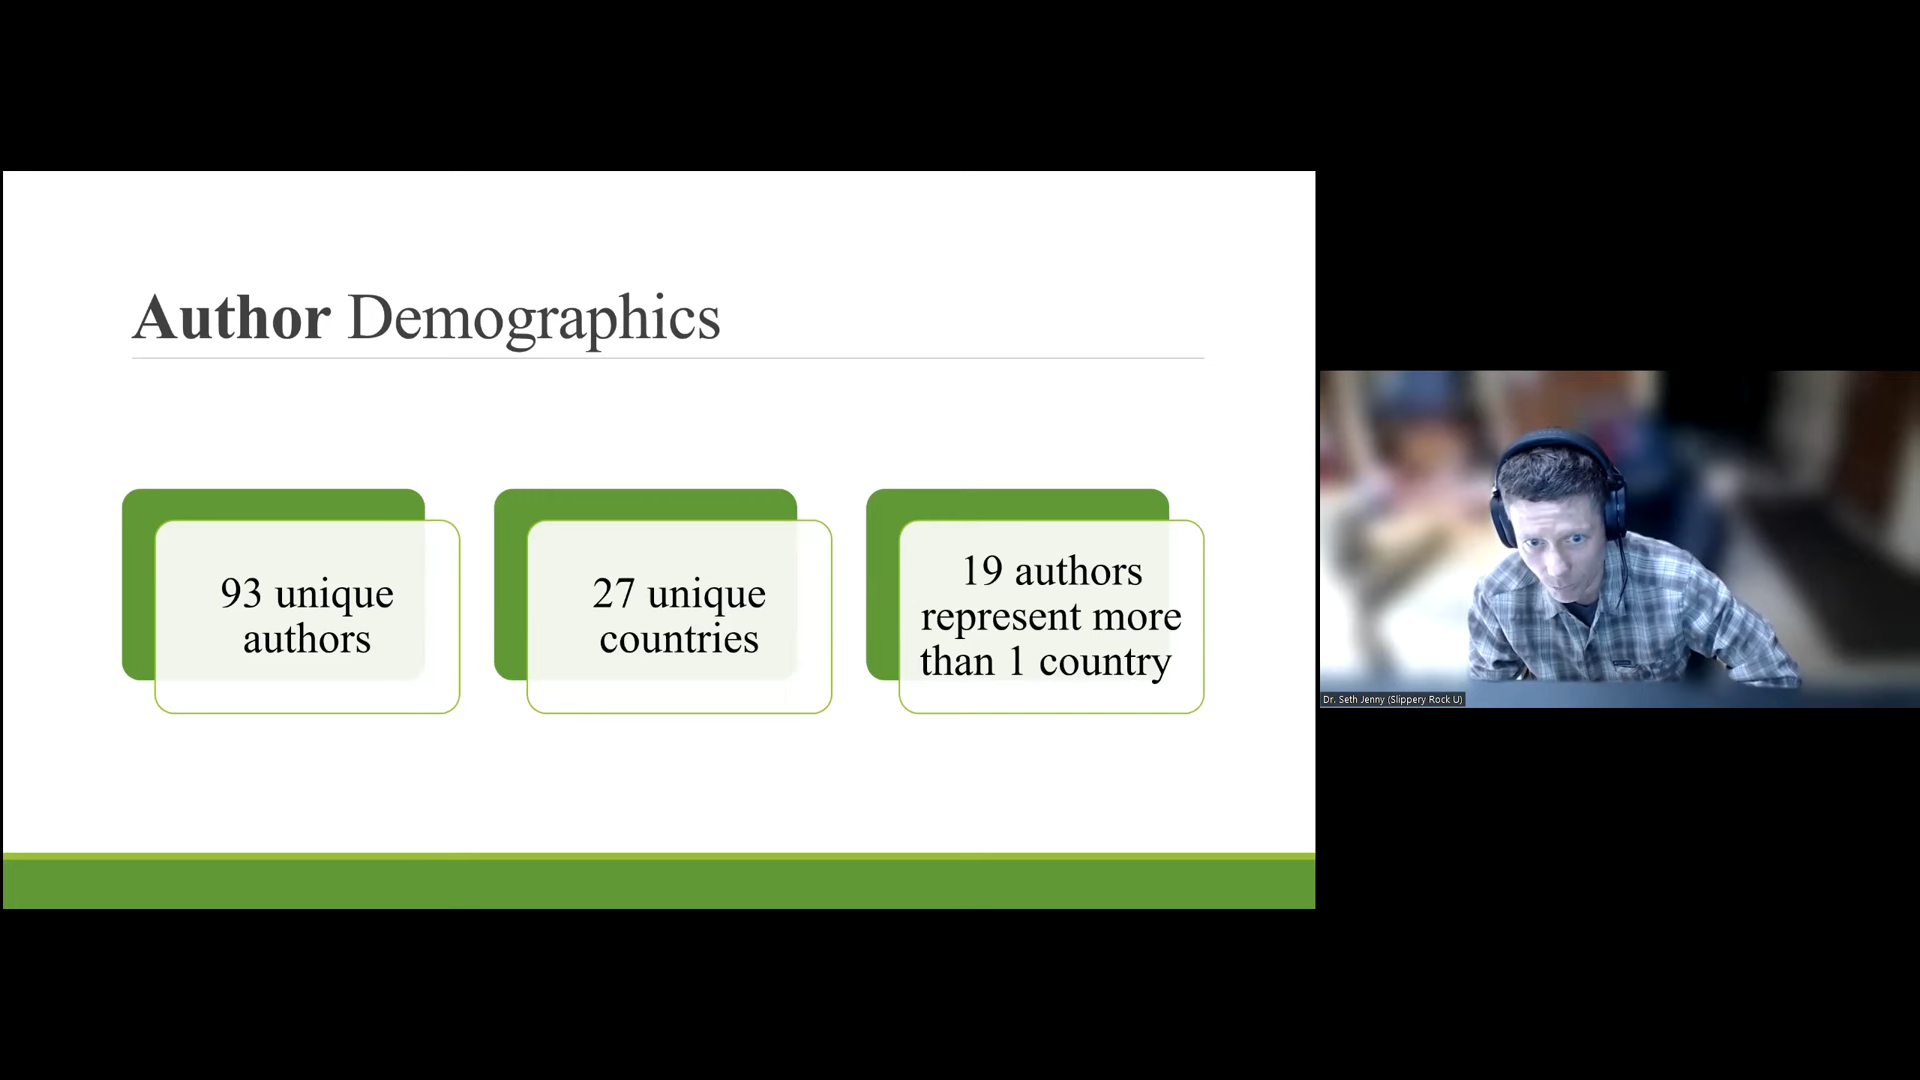 Author Demographics
93 unique
authors
27 unique
countries
19 authors
represent more
than 1 country
Dr. Seth Jenny (Slippery Rock U)